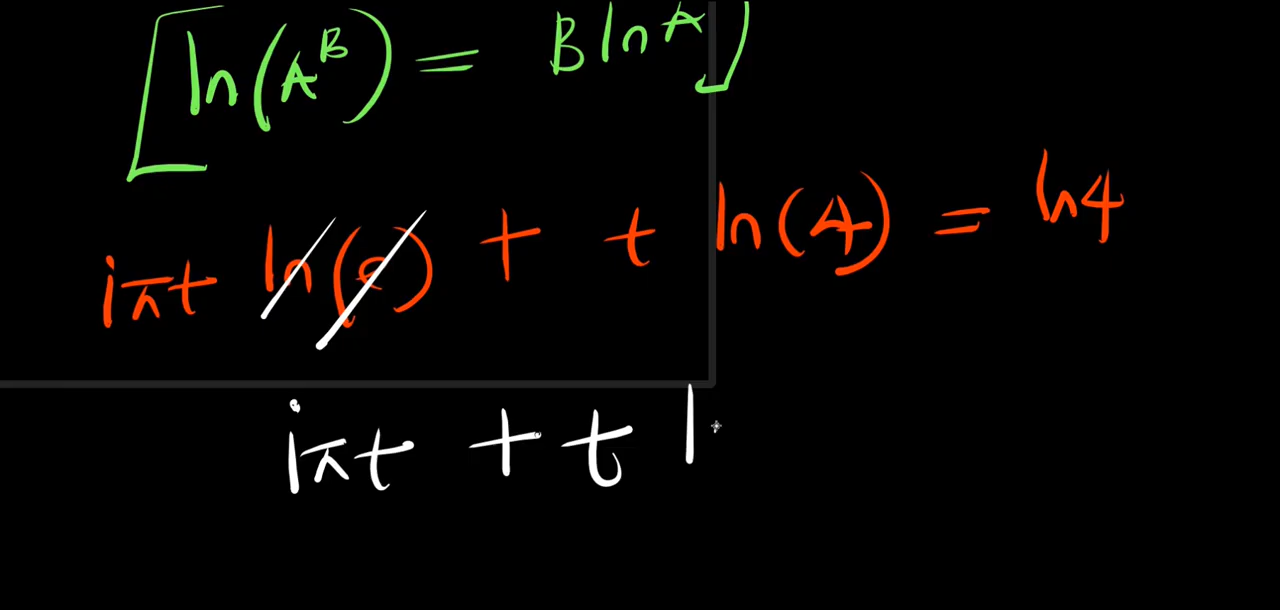 [ln(A^B) = B ln A]
iπt ln(e) + t ln(4) = ln4
iπt + t l